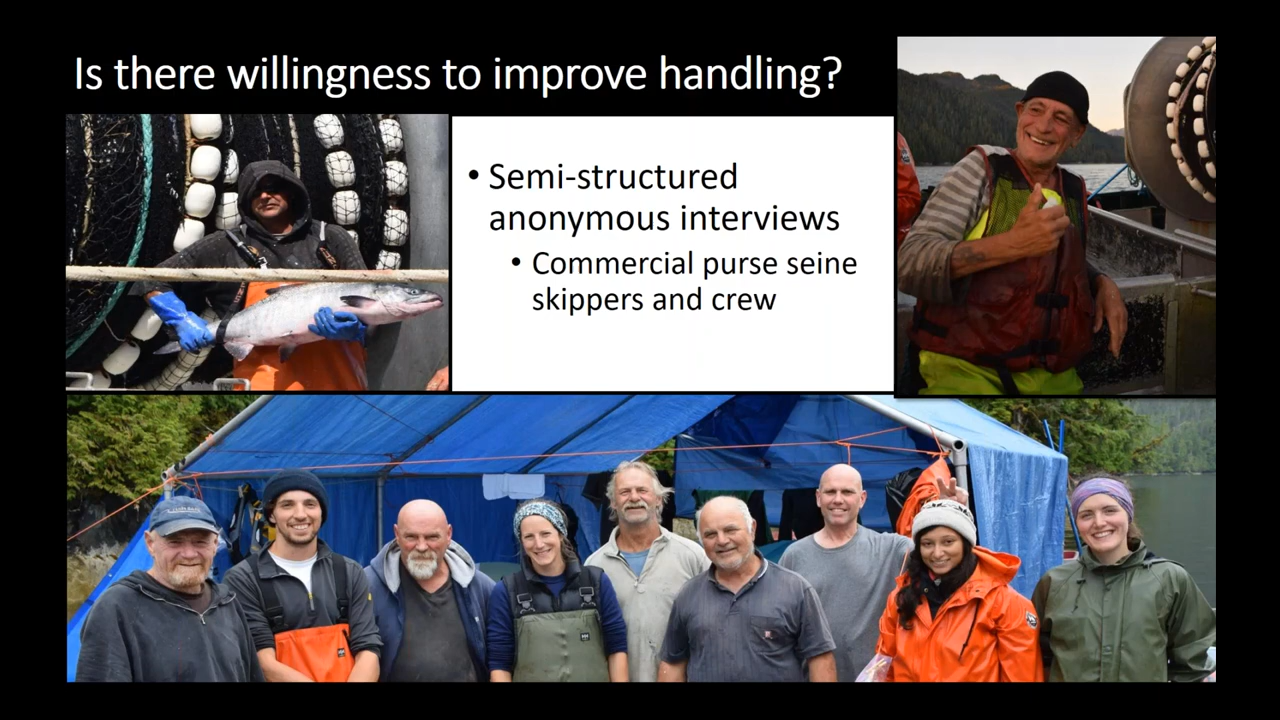 Is there willingness to improve handling?
• Semi-structured
anonymous interviews
• Commercial purse seine
skippers and crew